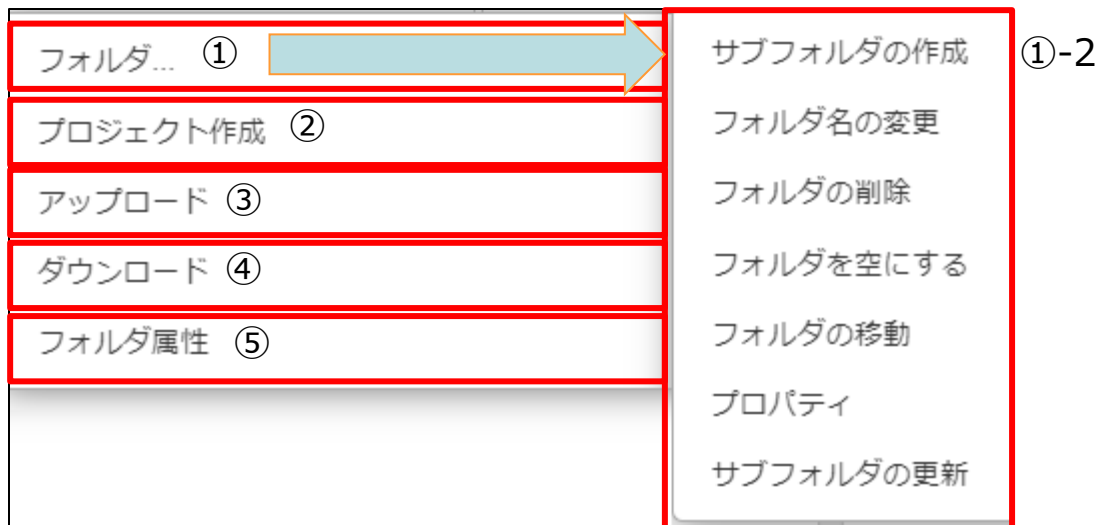 フォルダ... ①
プロジェクト作成 ②
アップロード ③
ダウンロード ④
フォルダ属性 ⑤
サブフォルダの作成
フォルダ名の変更
フォルダの削除
フォルダを空にする
フォルダの移動
プロパティ
サブフォルダの更新
①-2